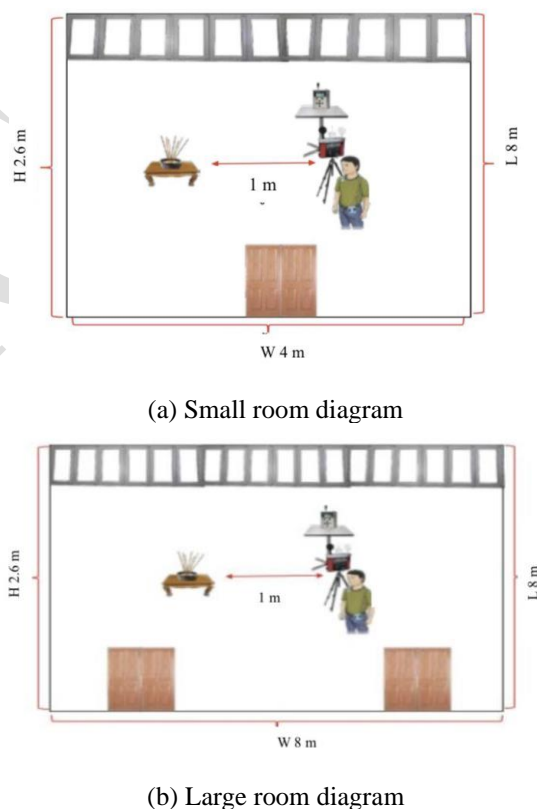 H 2.6 m
L 8 m
1 m
W 4 m
(a) Small room diagram
H 2.6 m
L 8 m
1 m
W 8 m
(b) Large room diagram